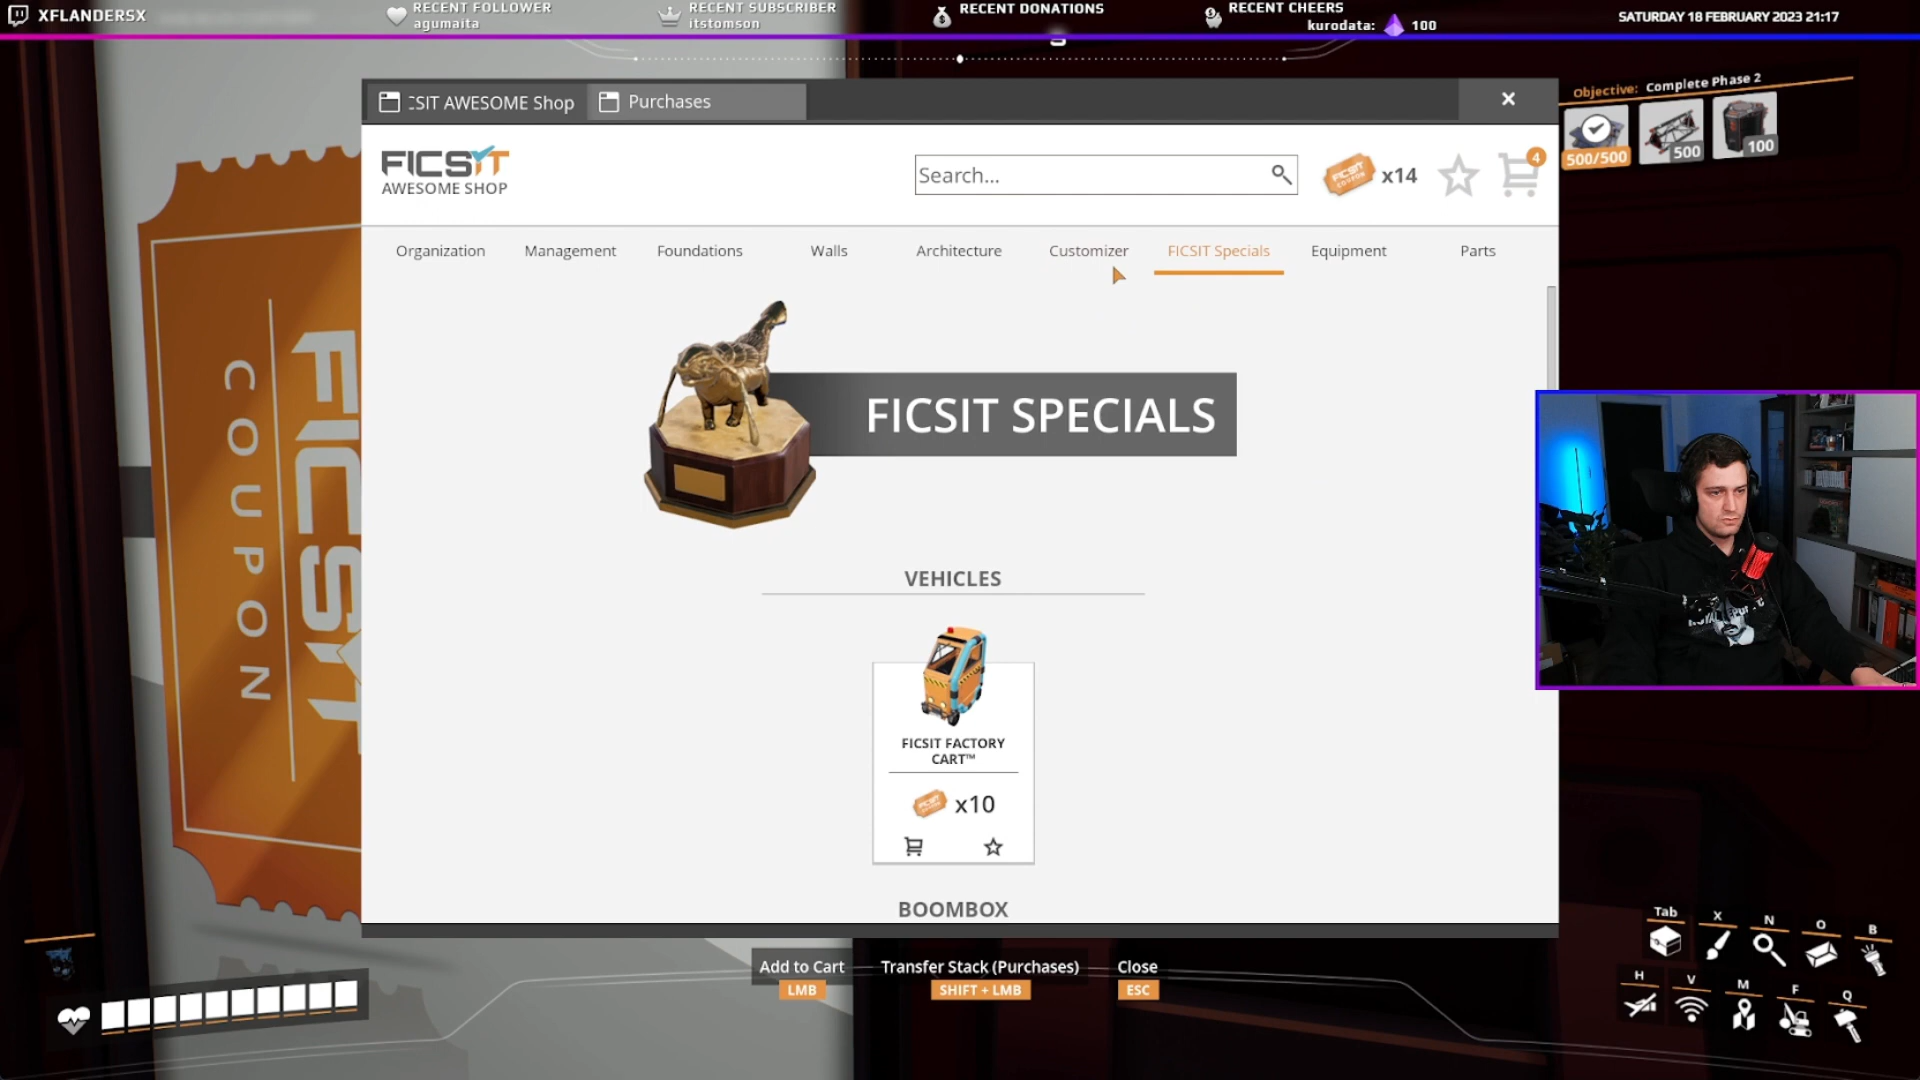 XFLANDERSX
RECENT FOLLOWER
agumaita
RECENT SUBSCRIBER
itstomson
RECENT DONATIONS
RECENT CHEERS
kurodata: 100
SATURDAY 18 FEBRUARY 2023 21:17
SIT AWESOME Shop
Purchases
Objective: Complete Phase 2
500/500
500
100
FICSIT
AWESOME SHOP
Search...
FICSIT
COUPON
x14
4
Organization
Management
Foundations
Walls
Architecture
Customizer
FICSIT Specials
Equipment
Parts
FICSIT SPECIALS
VEHICLES
FICSIT FACTORY
CART™
x10
BOOMBOX
FICSIT
COUPON
Add to Cart
LMB
Transfer Stack (Purchases)
SHIFT + LMB
Close
ESC
Tab
X
N
O
B
H
V
M
F
Q